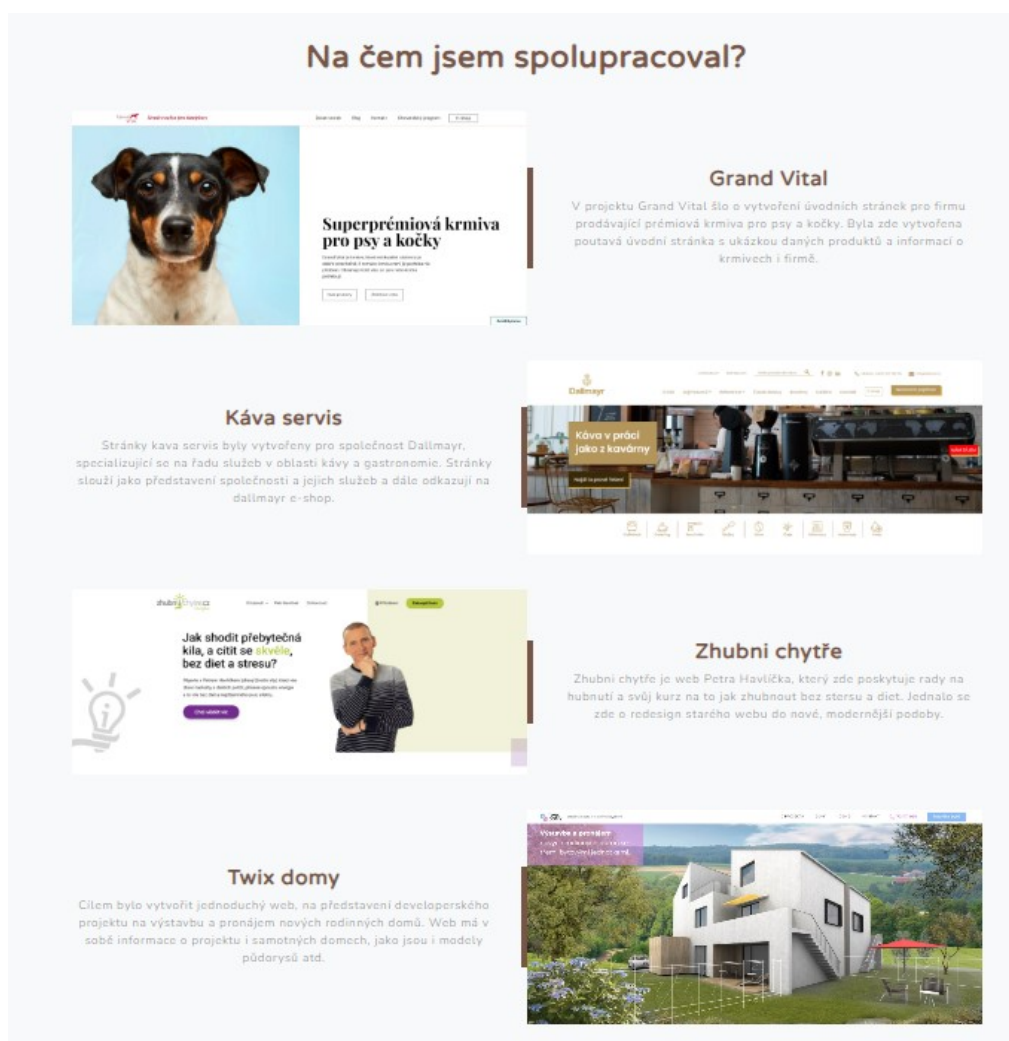 Na čem jsem spolupracoval?
Superprémiová krmiva
pro psy a kočky
Grand Vital
V projektu Grand Vital šlo o vytvoření úvodních stránek pro firmu
prodávající prémiová krmiva pro psy a kočky. Byla zde vytvořena
poutavá úvodní stránka s ukázkou daných produktů a informací o
krmivech i firmě.
Káva servis
Stránky kava servis byly vytvořeny pro společnost Dallmayr,
specializující se na řadu služeb v oblasti kávy a gastronomie. Stránky
slouží jako představení společnosti a jejich služeb a dále odkazují na
dallmayr e-shop.
Dallmayr
Káva v práci
jako z kavárny
zhubni chytre.cz
Jak shodit přebytečná
kila, a cítit se skvěle,
bez diet a stresu?
Zhubni chytře
Zhubni chytře je web Petra Havlíčka, který zde poskytuje rady na
hubnutí a svůj kurz na to jak zhubnout bez stersu a diet. Jednalo se
zde o redesign starého webu do nové, modernější podoby.
Twix domy
Cílem bylo vytvořit jednoduchý web, na představení developerského
projektu na výstavbu a pronájem nových rodinných domů. Web má v
sobě informace o projektu i samotných domech, jako jsou i modely
půdorysů atd.
Výstavba a pronájem